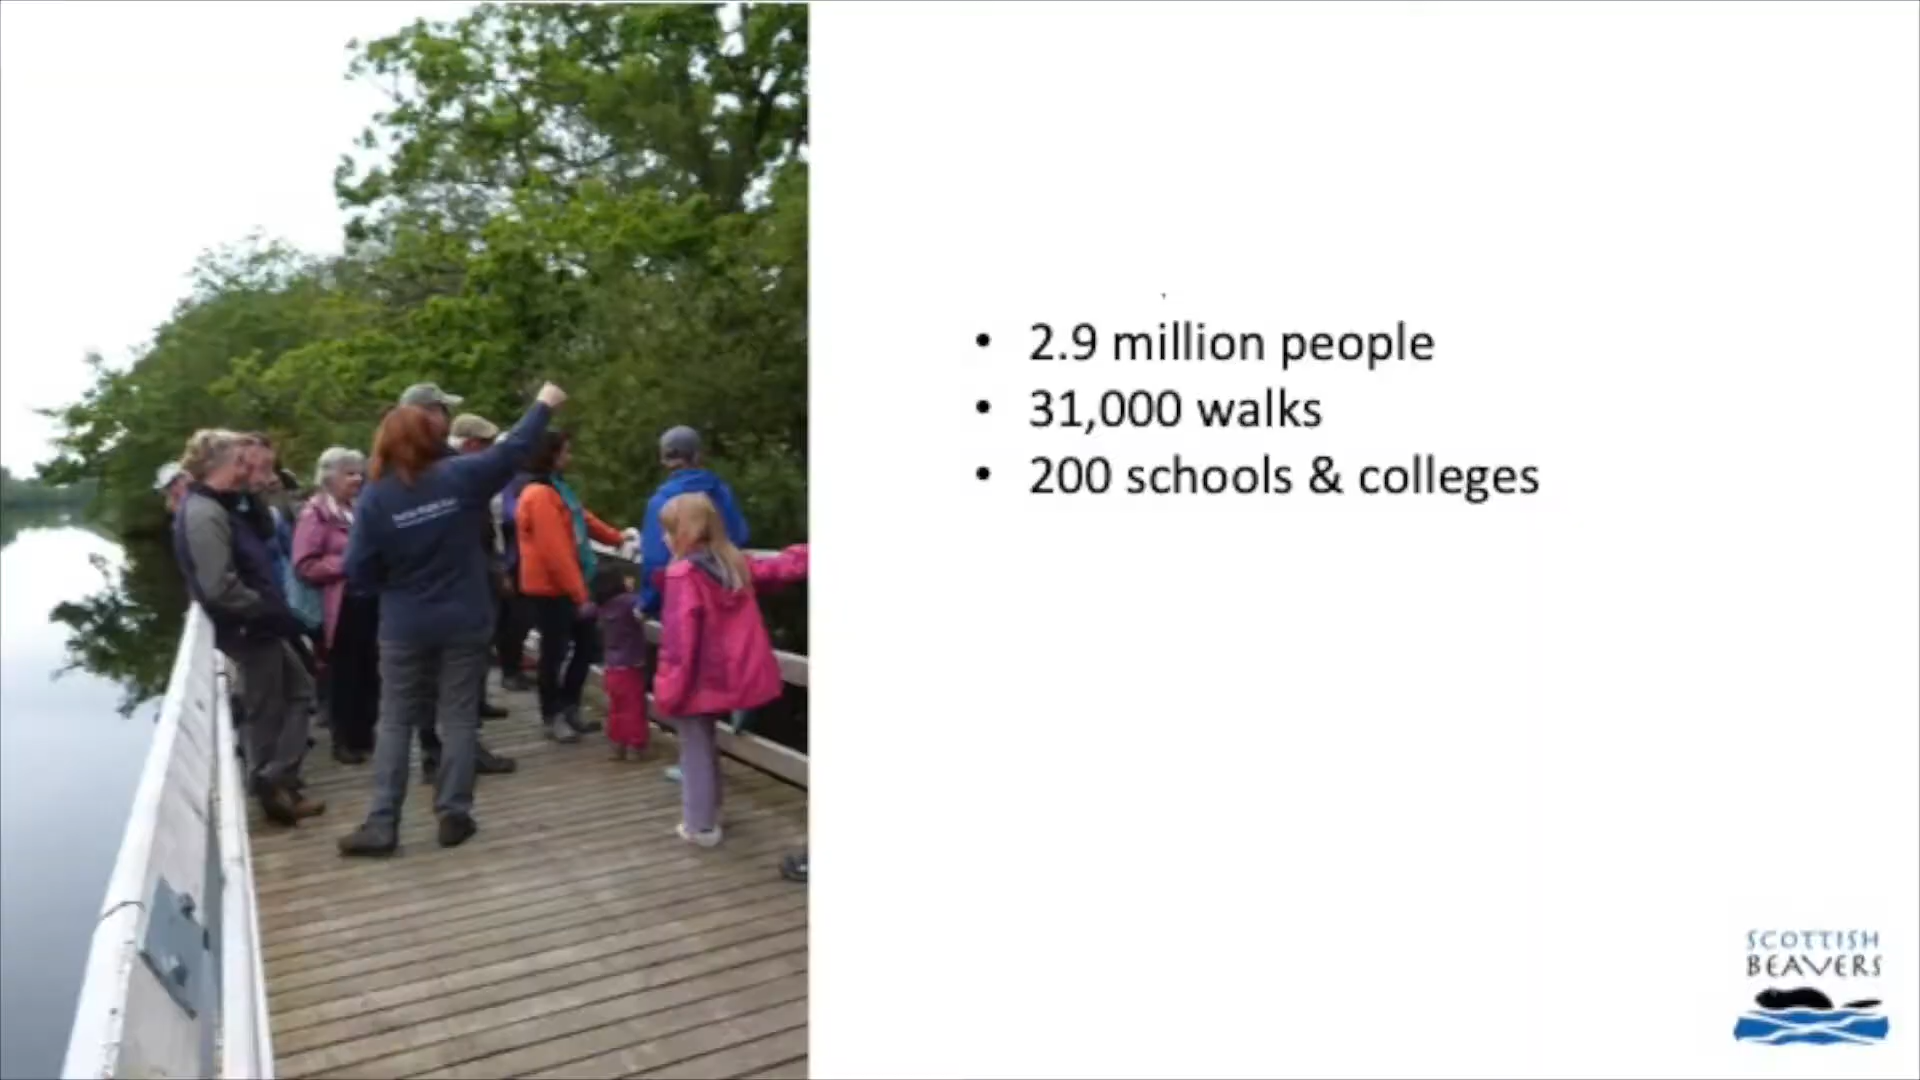 • 2.9 million people
• 31,000 walks
• 200 schools & colleges
SCOTTISH
BEAVERS